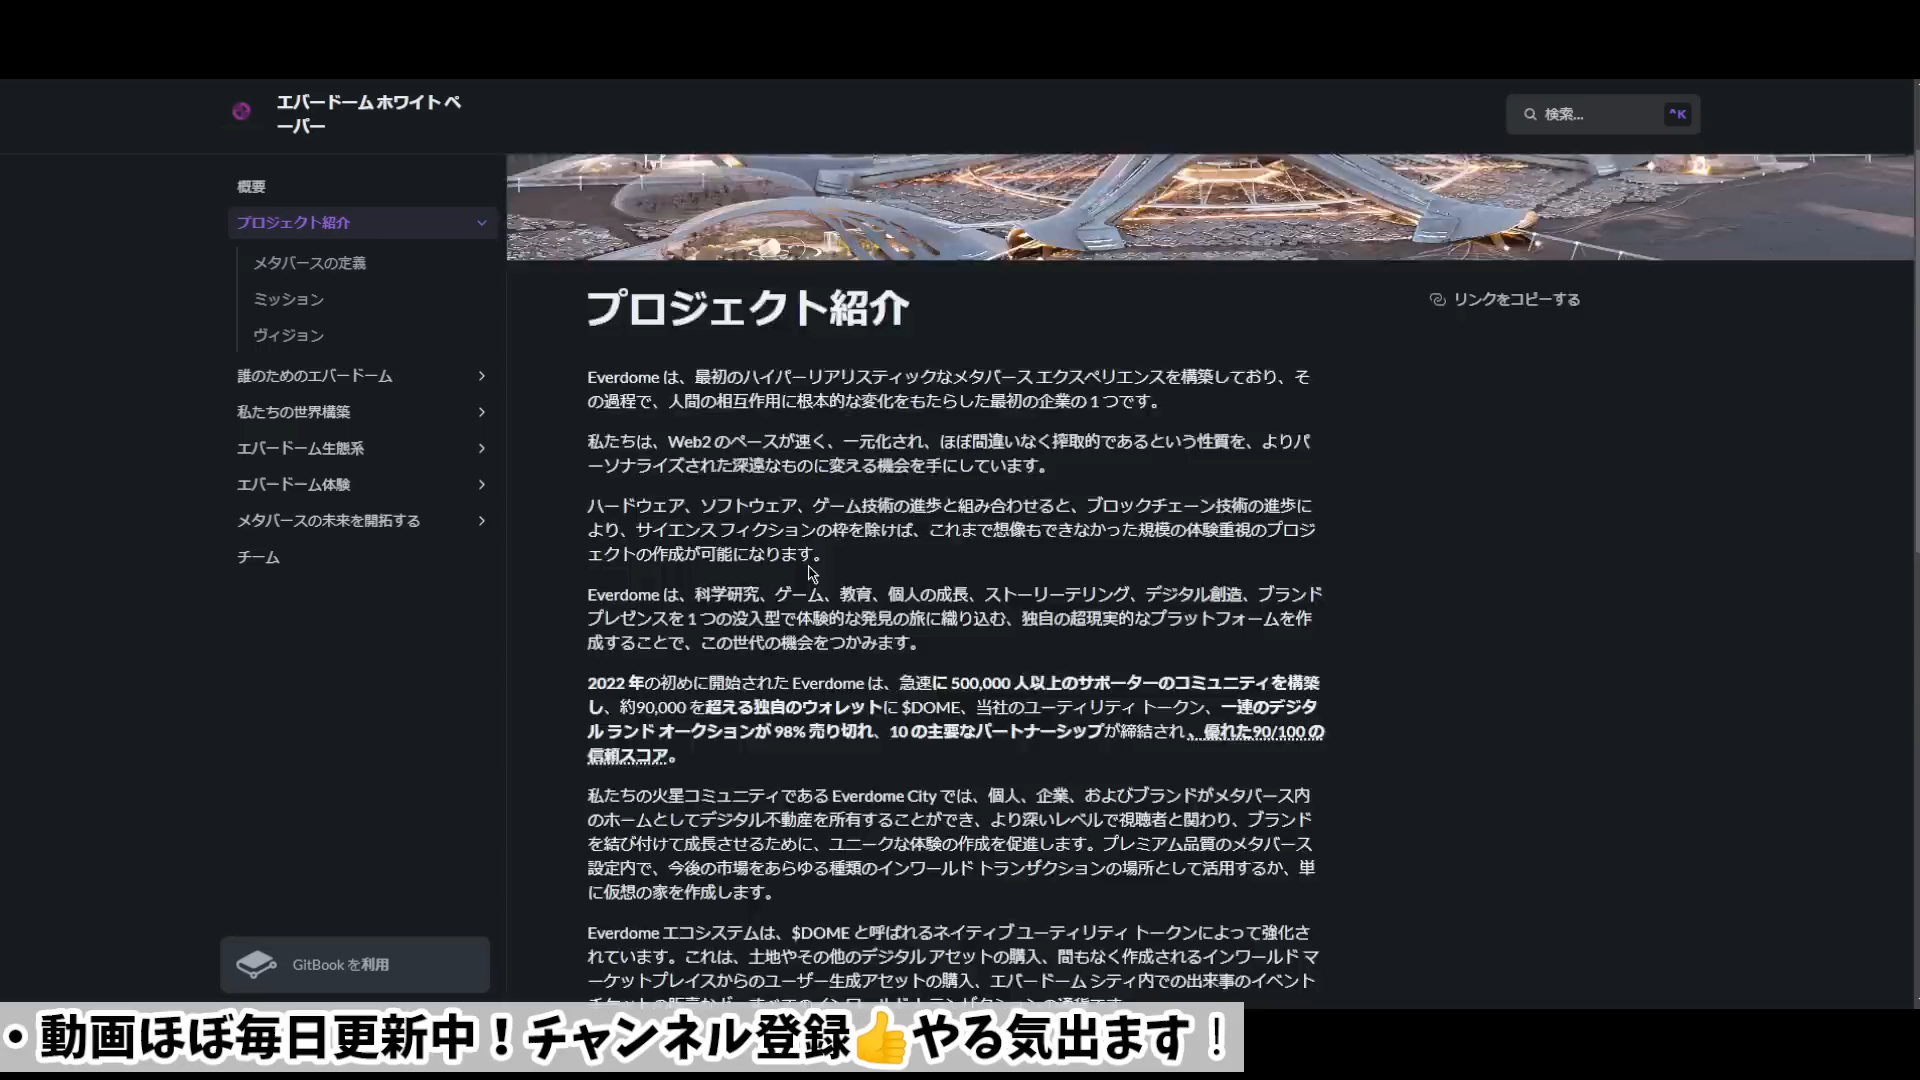 エバードーム ホワイト ペ
ーパー
検索...
^K
概要
プロジェクト紹介
メタバースの定義
ミッション
ヴィジョン
誰のためのエバードーム
私たちの世界構築
エバードーム生態系
エバードーム体験
メタバースの未来を開拓する
チーム
GitBook を利用
プロジェクト紹介
リンクをコピーする
Everdome は、最初のハイパーリアリスティックなメタバース エクスペリエンスを構築しており、そ
の過程で、人間の相互作用に根本的な変化をもたらした最初の企業の 1 つです。
私たちは、Web2 のペースが速く、一元化され、ほぼ間違いなく搾取的であるという性質を、よりパ
ーソナライズされた深遠なものに変える機会を手にしています。
ハードウェア、ソフトウェア、ゲーム技術の進歩と組み合わせると、ブロックチェーン技術の進歩に
より、サイエンス フィクションの枠を除けば、これまで想像もできなかった規模の体験重視のプロジ
ェクトの作成が可能になります。
Everdome は、科学研究、ゲーム、教育、個人の成長、ストーリーテリング、デジタル創造、ブランド
プレゼンスを 1 つの没入型で体験的な発見の旅に織り込む、独自の超現実的なプラットフォームを作
成することで、この世代の機会をつかみます。
2022 年の初めに開始された Everdome は、急速に 500,000 人以上のサポーターのコミュニティを構築
し、約90,000 を超える独自のウォレットに $DOME、当社のユーティリティ トークン、一連のデジタ
ル ランド オークションが 98% 売り切れ、10 の主要なパートナーシップが締結され、優れた90/100 の
信頼スコア。
私たちの火星コミュニティである Everdome City では、個人、企業、およびブランドがメタバース内
のホームとしてデジタル不動産を所有することができ、より深いレベルで視聴者と関わり、ブランド
を結び付けて成長させるために、ユニークな体験の作成を促進します。プレミアム品質のメタバース
設定内で、今後の市場をあらゆる種類のインワールド トランザクションの場所として活用するか、単
に仮想の家を作成します。
Everdome エコシステムは、$DOME と呼ばれるネイティブ ユーティリティ トークンによって強化さ
れています。これは、土地やその他のデジタル アセットの購入、間もなく作成されるインワールド マ
ーケットプレイスからのユーザー生成アセットの購入、エバードーム シティ内での出来事のイベント
・動画ほぼ毎日更新中！チャンネル登録👍やる気出ます！